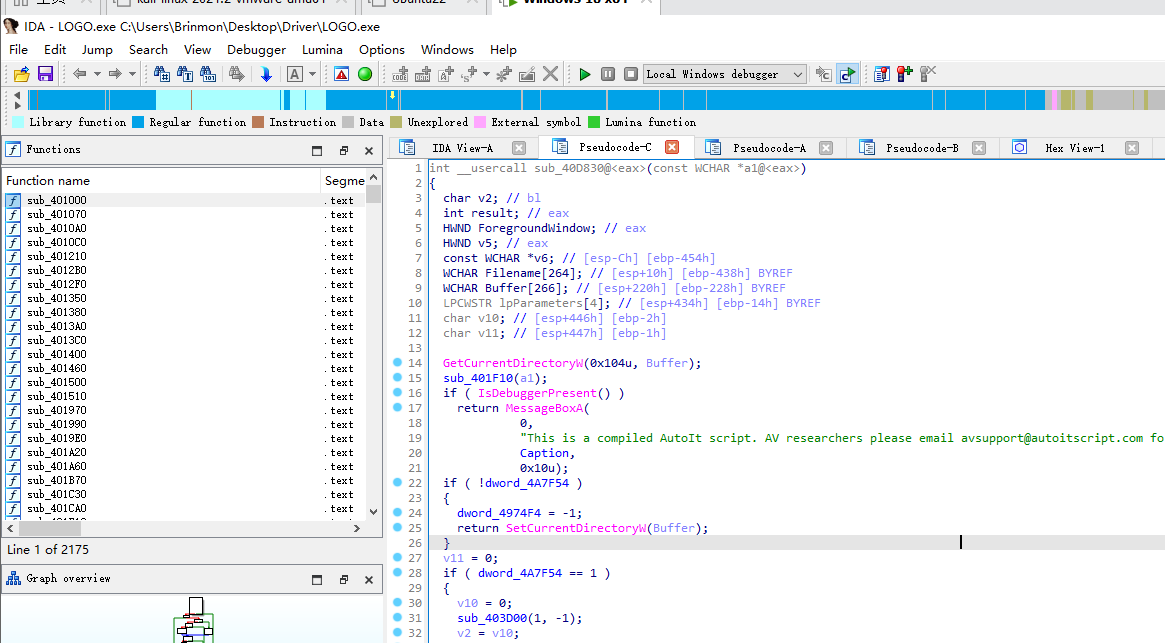 IDA - LOGO.exe C:\Users\Brinmon\Desktop\Driver\LOGO.exe
File Edit Jump Search View Debugger Lumina Options Windows Help
Local Windows debugger
Library function Regular function Instruction Data Unexplored External symbol Lumina function
Functions
Function name Segme
sub_401000 .text
sub_401070 .text
sub_4010A0 .text
sub_4010C0 .text
sub_401210 .text
sub_4012B0 .text
sub_4012F0 .text
sub_401350 .text
sub_401380 .text
sub_4013A0 .text
sub_4013C0 .text
sub_401400 .text
sub_401460 .text
sub_401500 .text
sub_401510 .text
sub_401970 .text
sub_401990 .text
sub_4019E0 .text
sub_401A20 .text
sub_401A60 .text
sub_401B70 .text
sub_401C30 .text
sub_401CA0 .text
Line 1 of 2175
Graph overview
IDA View-A Pseudocode-C Pseudocode-A Pseudocode-B Hex View-1
1 int __usercall sub_40D830@<eax>(const WCHAR *a1@<eax>)
2 {
3 char v2; // bl
4 int result; // eax
5 HWND ForegroundWindow; // eax
6 HWND v5; // eax
7 const WCHAR *v6; // [esp-Ch] [ebp-454h]
8 WCHAR Filename[264]; // [esp+10h] [ebp-438h] BYREF
9 WCHAR Buffer[266]; // [esp+220h] [ebp-228h] BYREF
10 LPCWSTR lpParameters[4]; // [esp+434h] [ebp-14h] BYREF
11 char v10; // [esp+446h] [ebp-2h]
12 char v11; // [esp+447h] [ebp-1h]
13
14 GetCurrentDirectoryW(0x104u, Buffer);
15 sub_401F10(a1);
16 if ( IsDebuggerPresent() )
17 return MessageBoxA(
18 0,
19 "This is a compiled AutoIt script. AV researchers please email avsupport@autoitscript.com fo
20 Caption,
21 0x10u);
22 if ( !dword_4A7F54 )
23 {
24 dword_4974F4 = -1;
25 return SetCurrentDirectoryW(Buffer);
26 }
27 v11 = 0;
28 if ( dword_4A7F54 == 1 )
29 {
30 v10 = 0;
31 sub_403D00(1, -1);
32 v2 = v10;